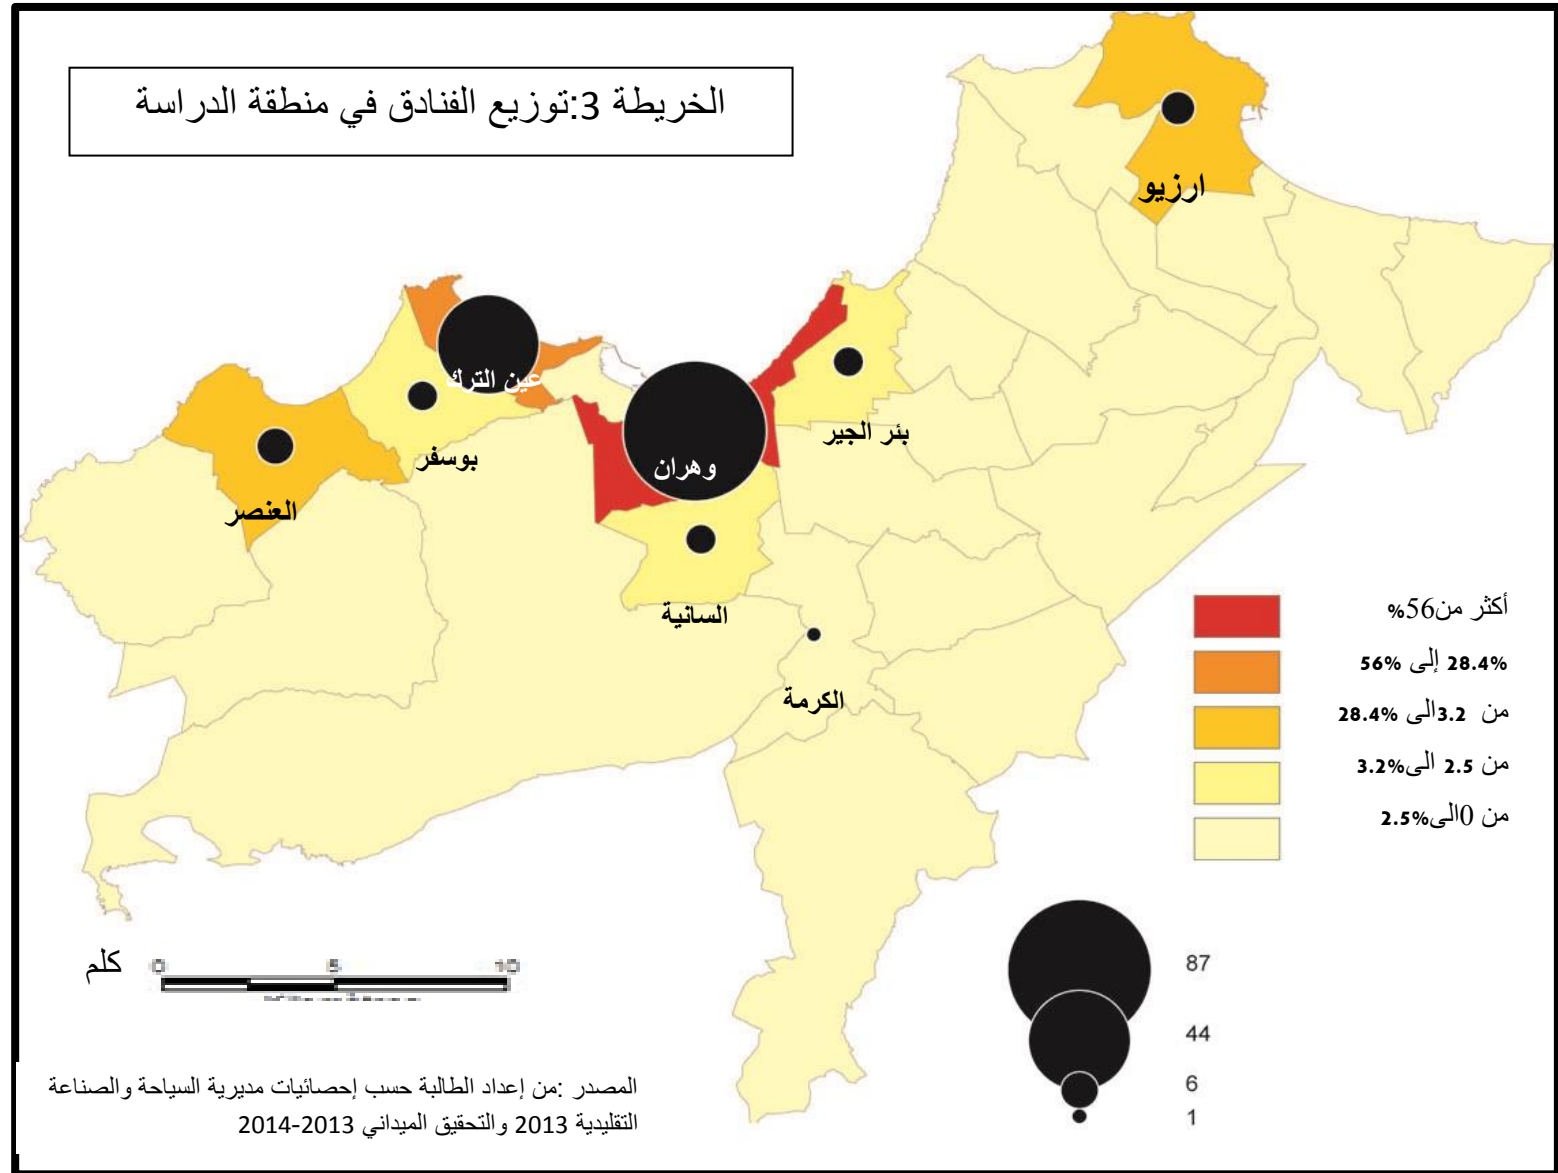 الخريطة 3:توزيع الفنادق في منطقة الدراسة
ارزيو
عين الترك
بوسفر
العنصر
وهران
بئر الجير
السانية
الكرمة
أكثر من56%
28.4% إلى 56%
من 3.2الى 28.4%
من 2.5 الى3.2%
من 0الى2.5%
87
44
6
1
كلم
0 5 10
المصدر :من إعداد الطالبة حسب إحصائيات مديرية السياحة والصناعة
التقليدية 2013 والتحقيق الميداني 2013-2014